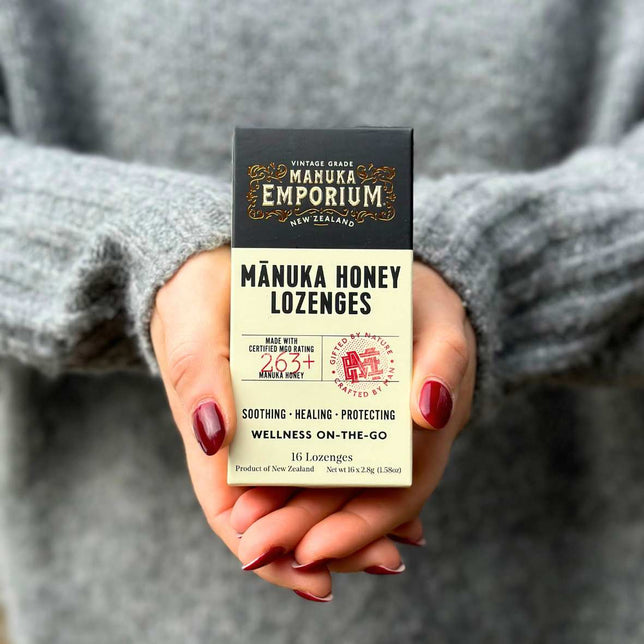 VINTAGE GRADE
MANUKA
EMPORIUM
NEW ZEALAND
MĀNUKA HONEY
LOZENGES
MADE WITH
CERTIFIED MGO RATING
263+
MANUKA HONEY
GIFTED BY NATURE
CRAFTED BY MAN
SOOTHING · HEALING · PROTECTING
WELLNESS ON-THE-GO
16 Lozenges
Product of New Zealand Net wt 16 x 2.8g (1.58oz)